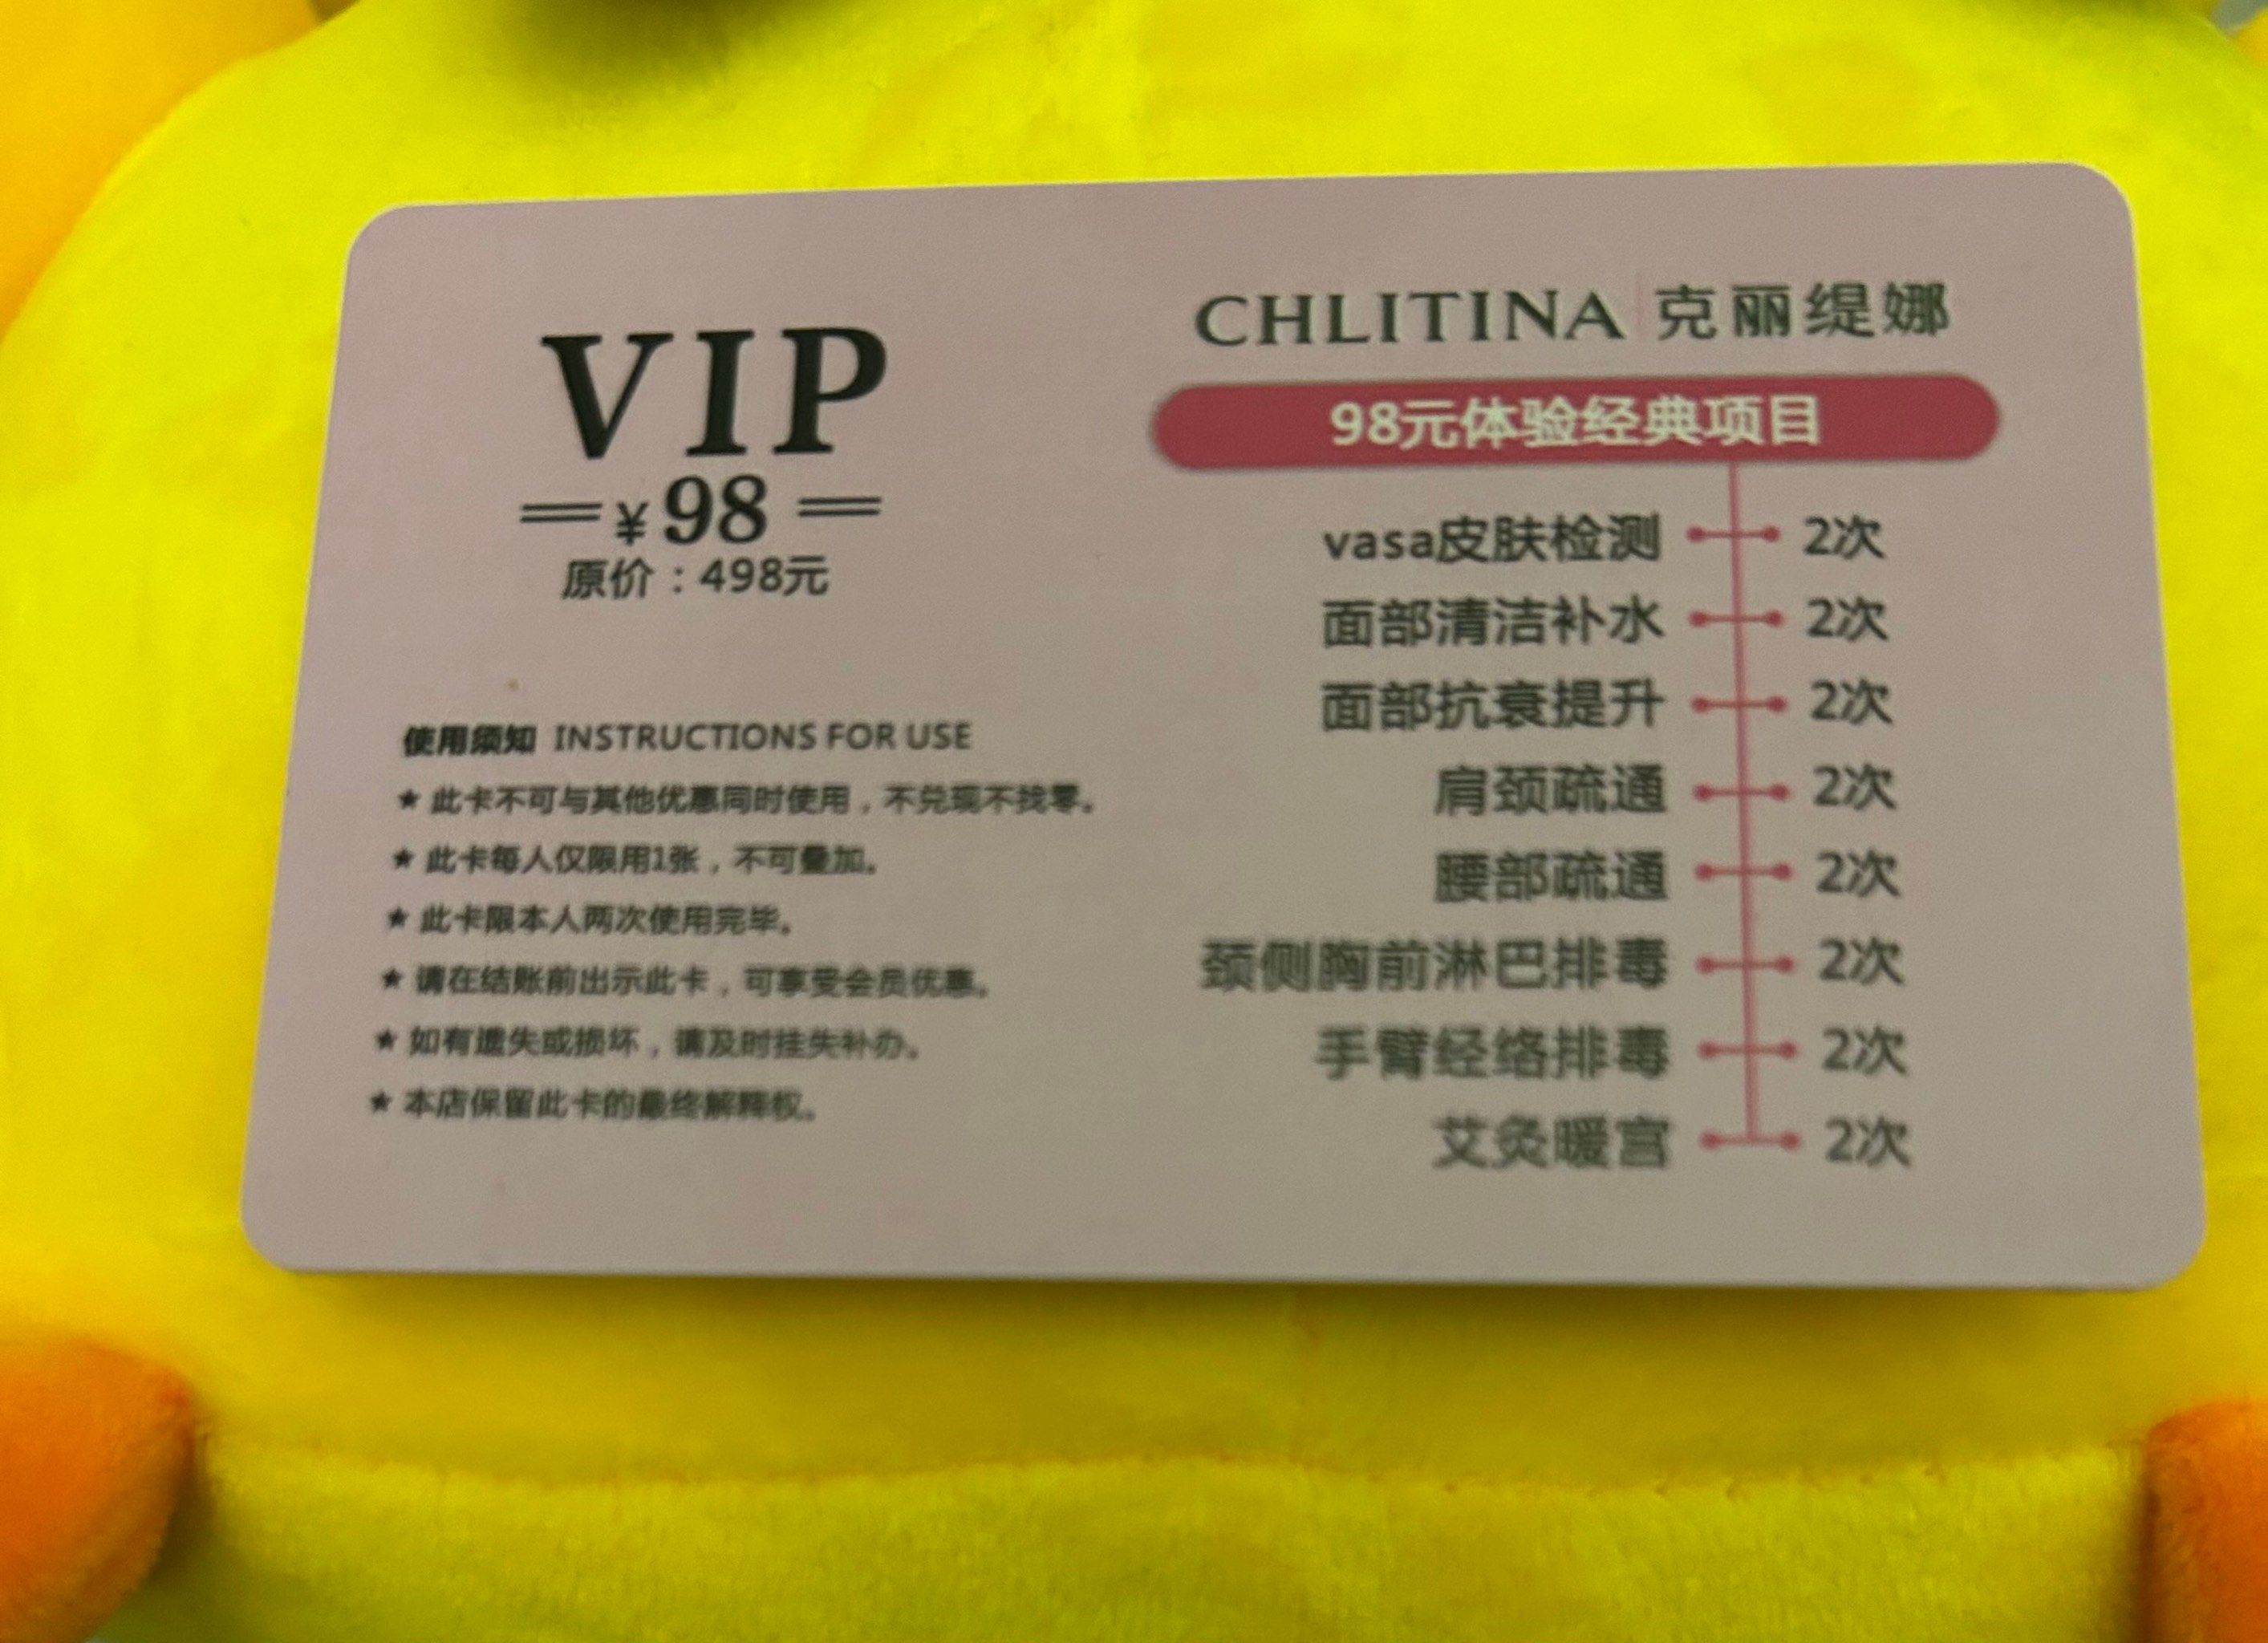 VIP
¥98
原价：498元
使用须知 INSTRUCTIONS FOR USE
★ 此卡不可与其他优惠同时使用，不兑现不找零。
★ 此卡每人仅限用1张，不可叠加。
★ 此卡限本人两次使用完毕。
★ 请在结账前出示此卡，可享受会员优惠。
★ 如有遗失或损坏，请及时挂失补办。
★ 本店保留此卡的最终解释权。
CHLITINA 克丽缇娜
98元体验经典项目
vasa皮肤检测 2次
面部清洁补水 2次
面部抗衰提升 2次
肩颈疏通 2次
腰部疏通 2次
颈侧胸前淋巴排毒 2次
手臂经络排毒 2次
艾灸暖宫 2次